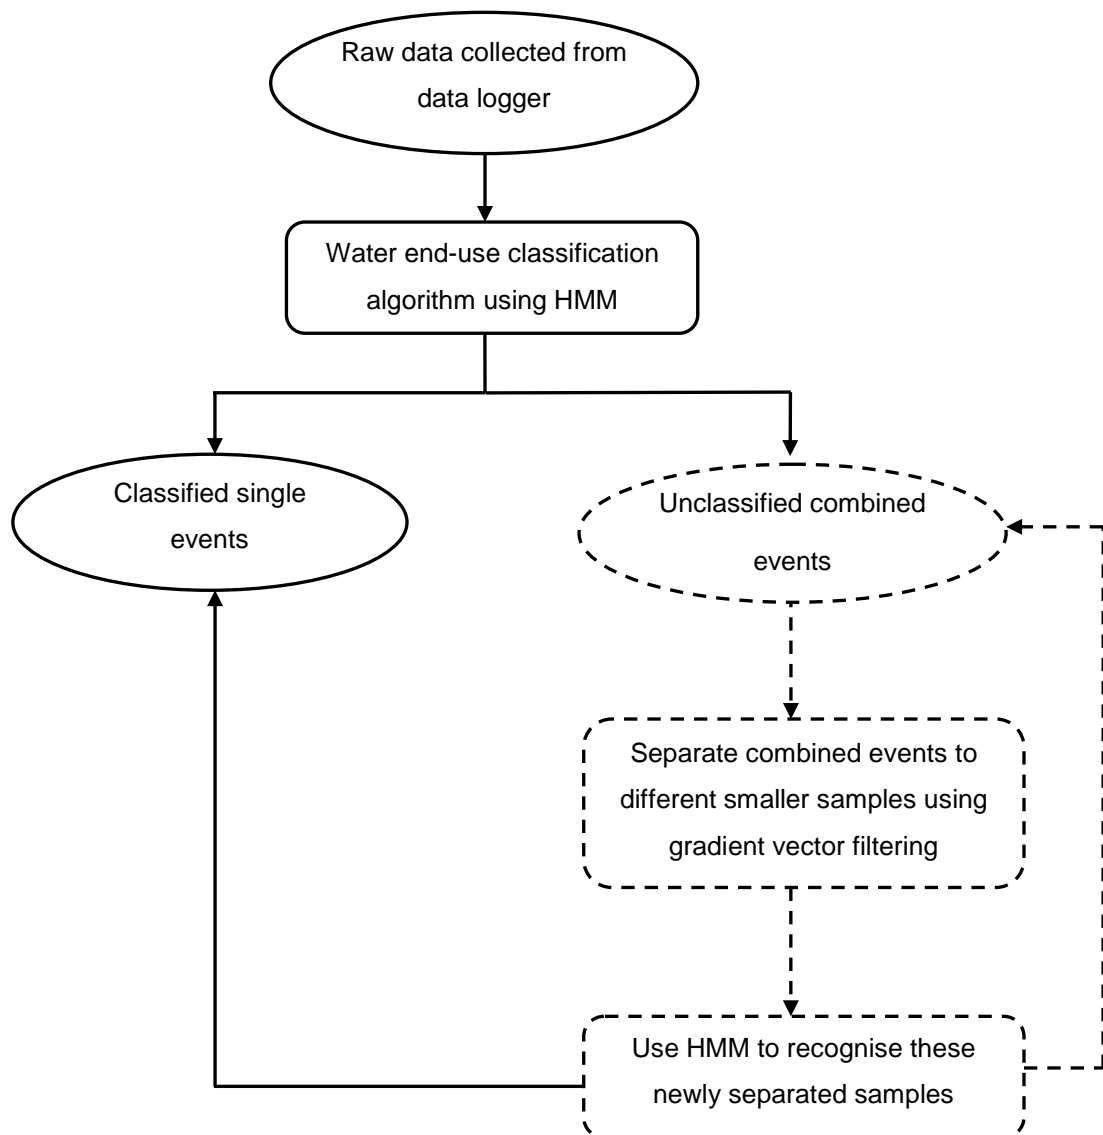 Raw data collected from
data logger
Water end-use classification
algorithm using HMM
Classified single
events
Unclassified combined
events
Separate combined events to
different smaller samples using
gradient vector filtering
Use HMM to recognise these
newly separated samples